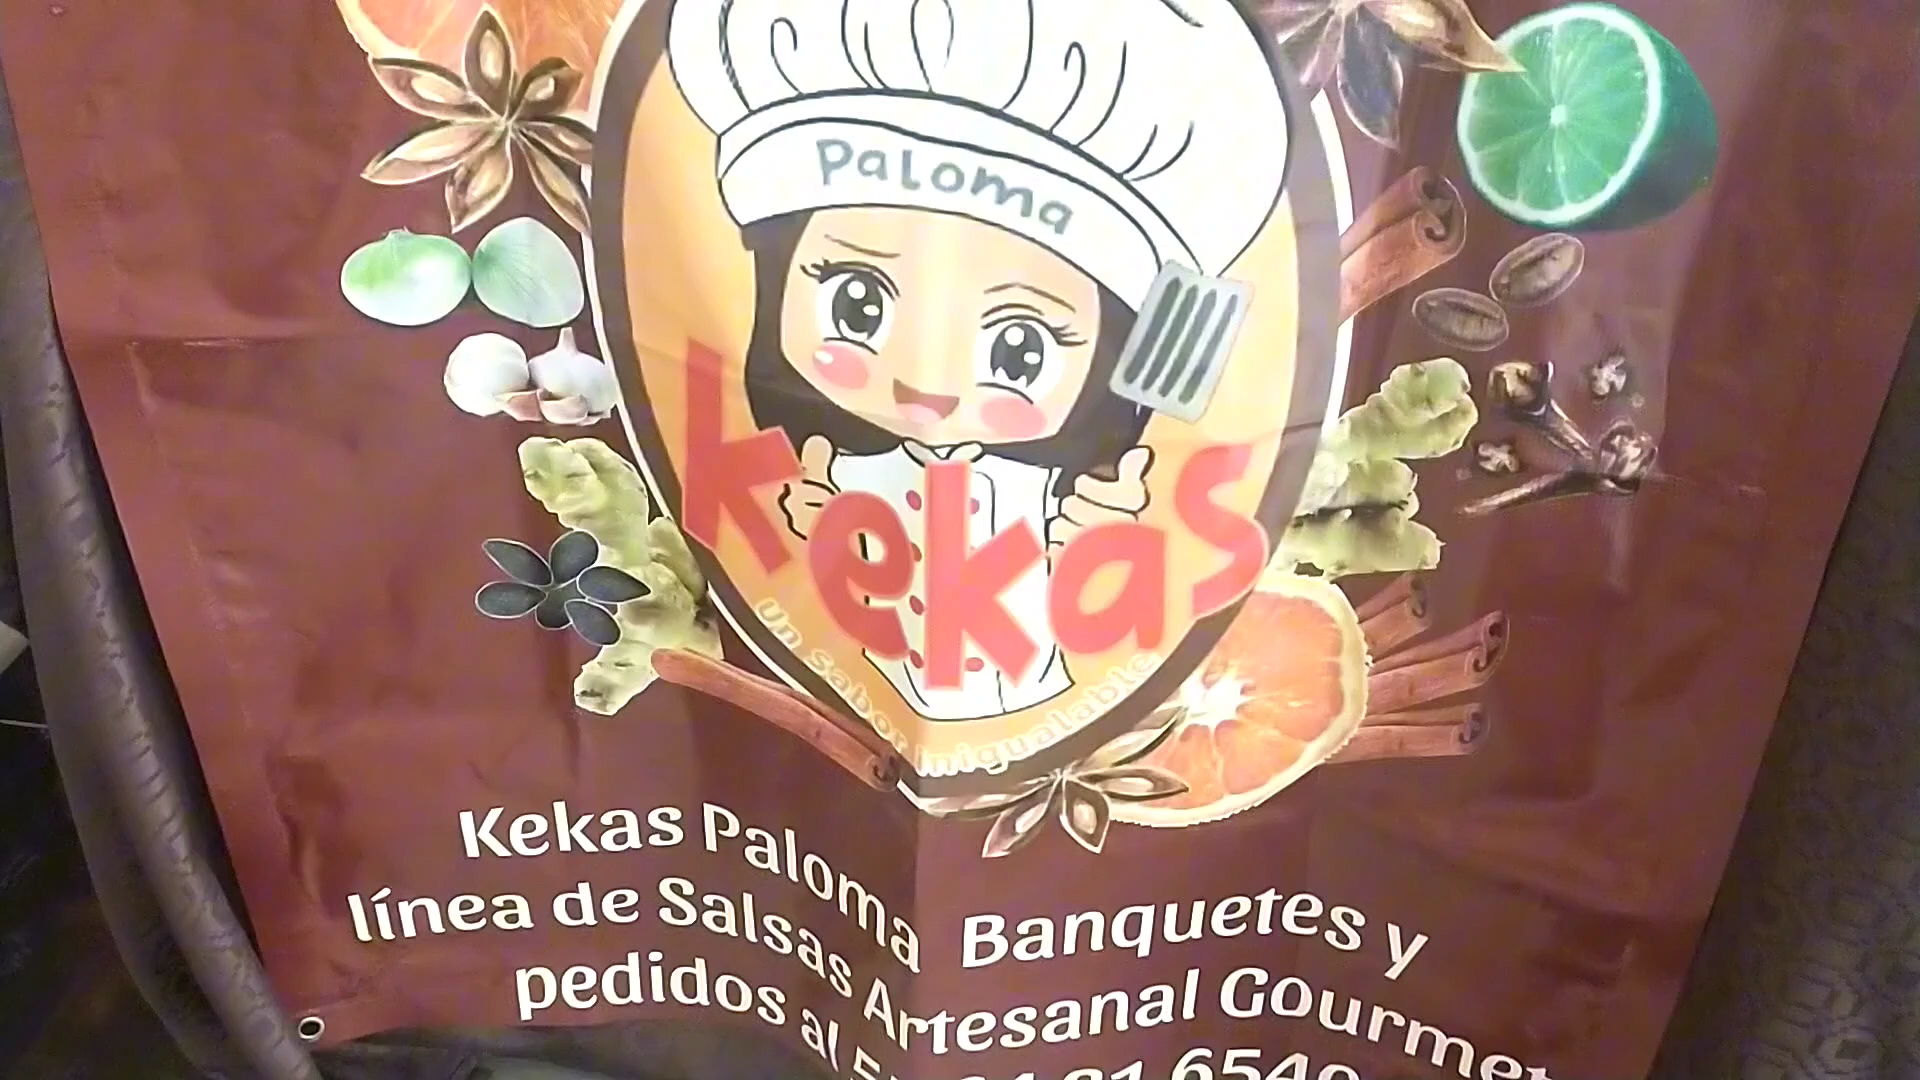 Paloma
kekas
Un Sabor Inigualable
Kekas Paloma Banquetes y
línea de Salsas Artesanal Gourmet
pedidos al